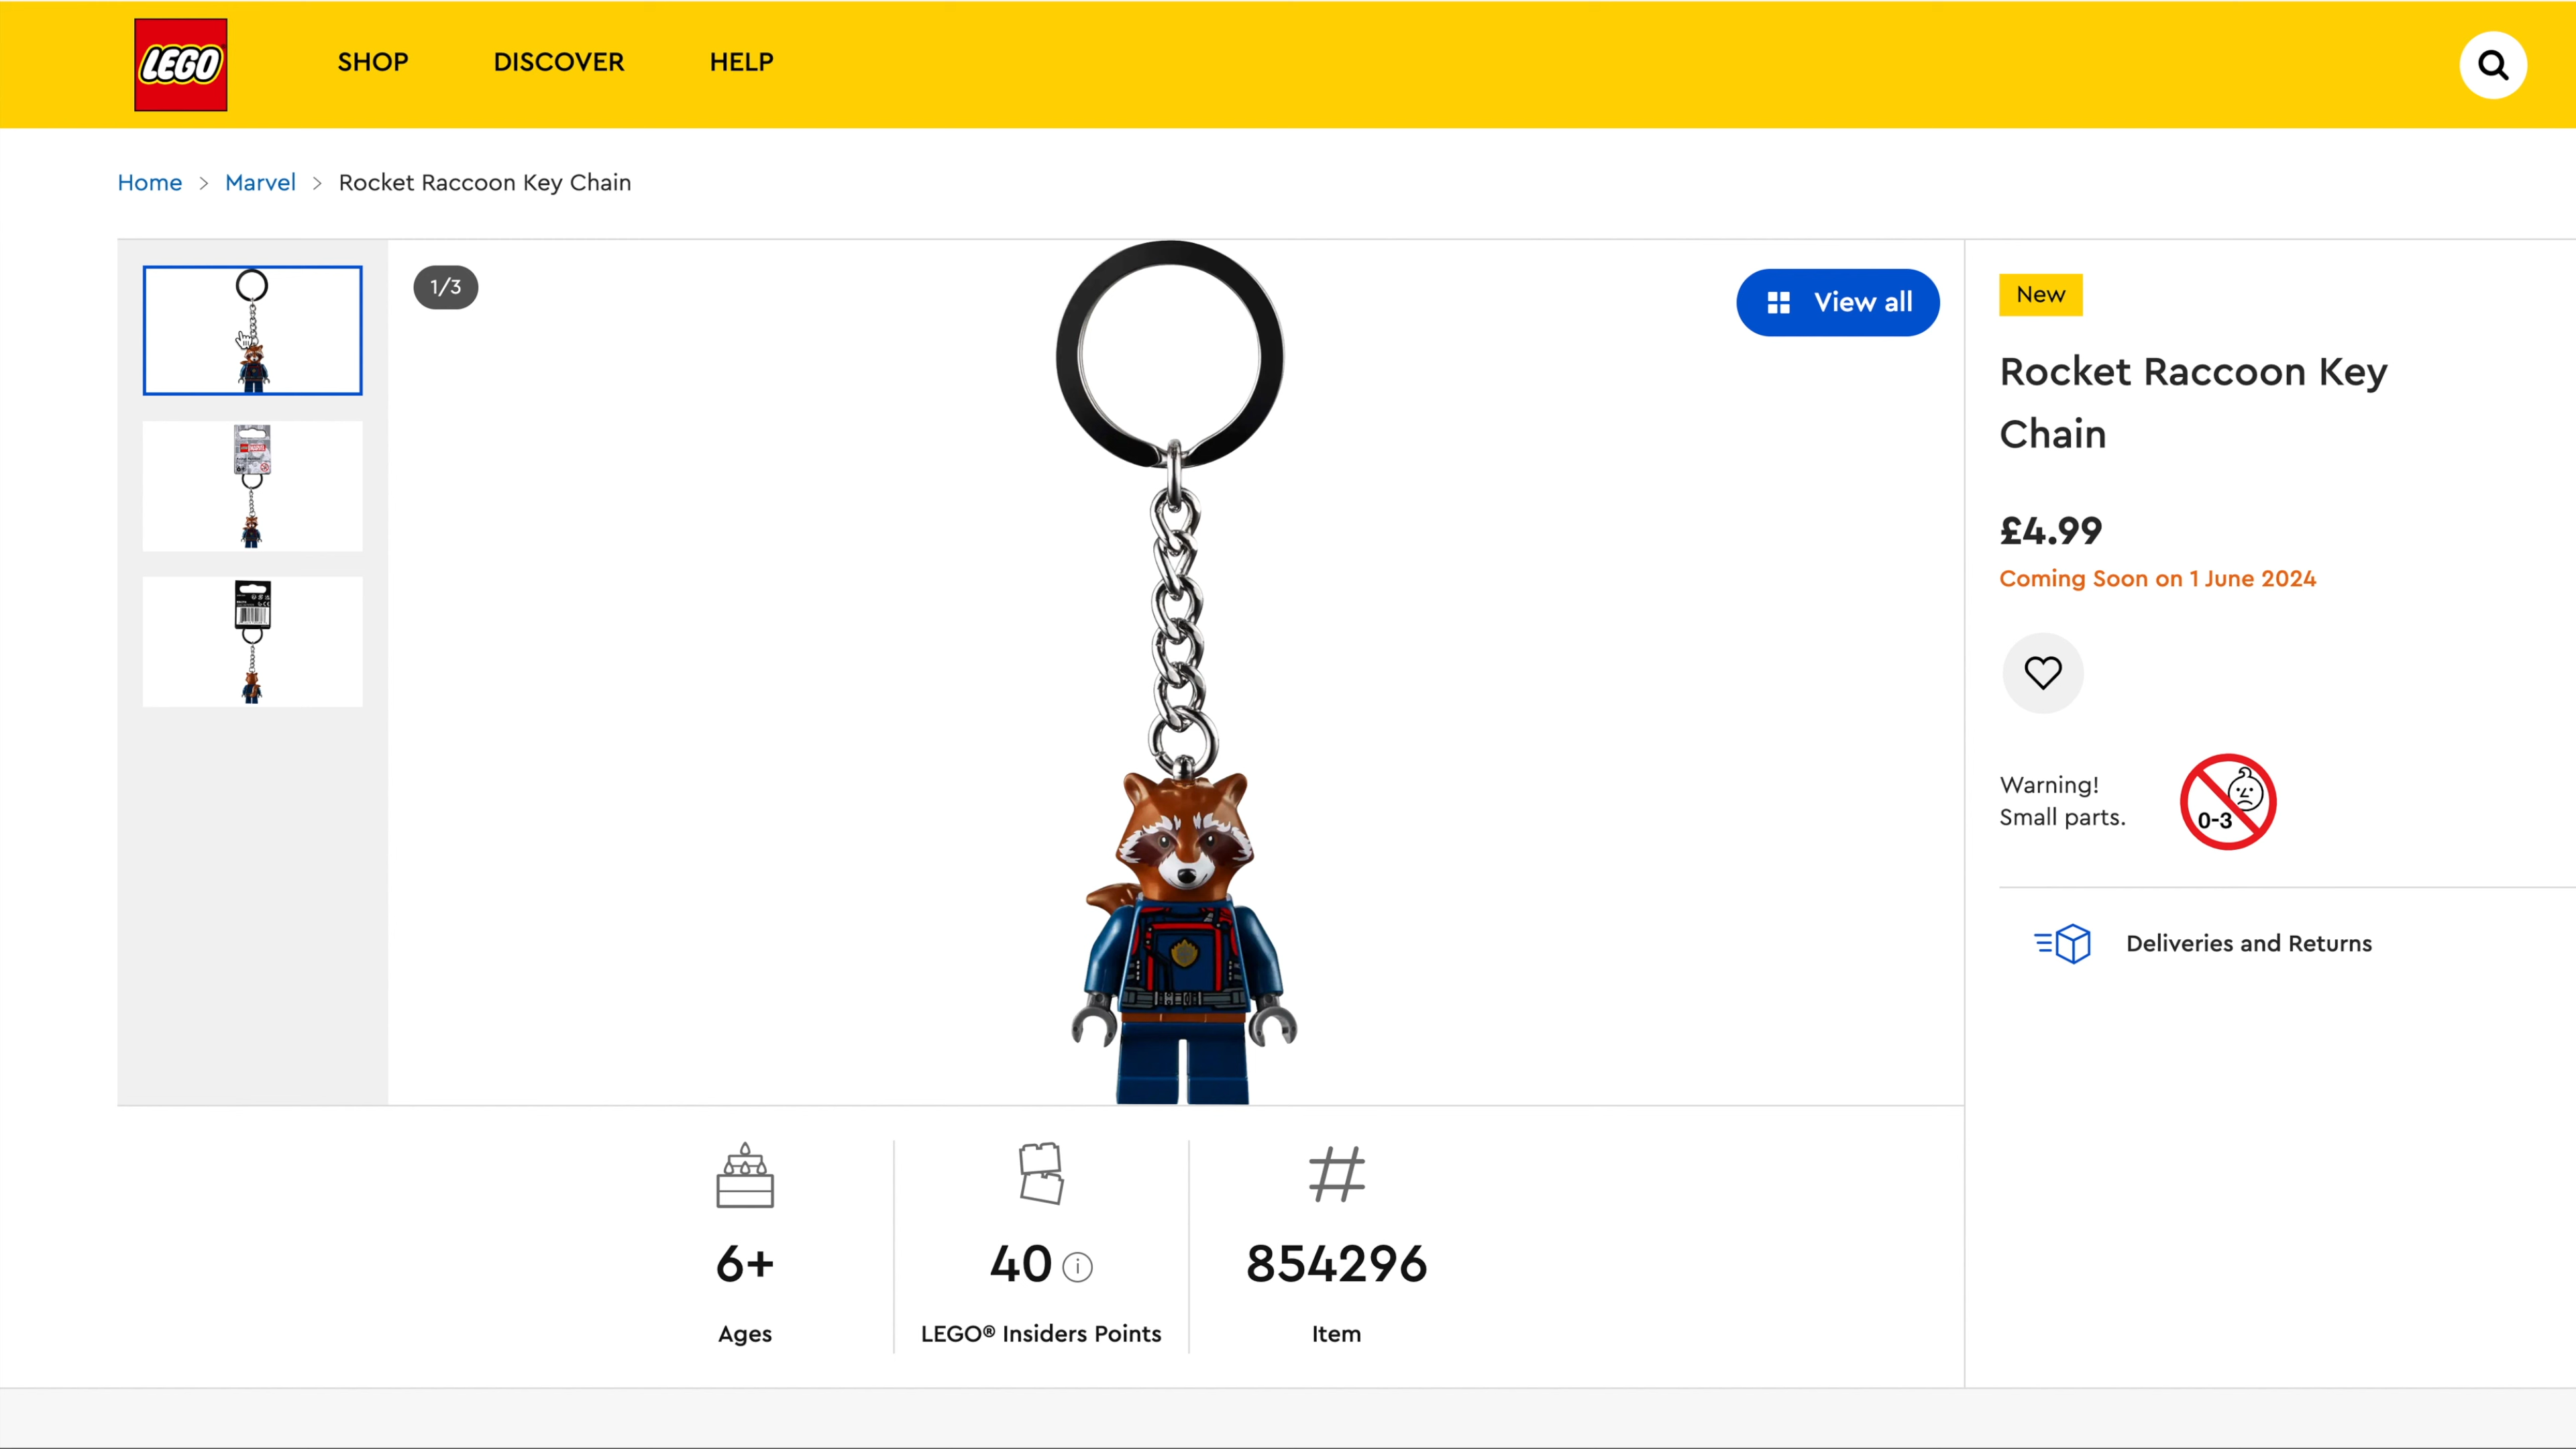 LEGO
SHOP
DISCOVER
HELP
Home > Marvel > Rocket Raccoon Key Chain
1/3
View all
New
Rocket Raccoon Key
Chain
£4.99
Coming Soon on 1 June 2024
Warning!
Small parts.
0-3
Deliveries and Returns
6+
Ages
40
LEGO® Insiders Points
854296
Item